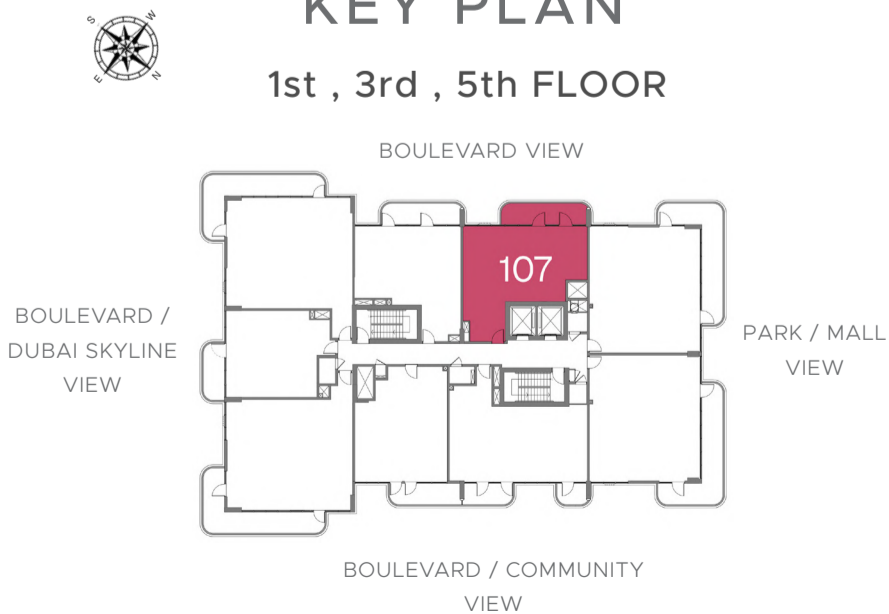 KEY PLAN
S
W
E
N
1st , 3rd , 5th FLOOR
BOULEVARD VIEW
107
BOULEVARD /
DUBAI SKYLINE
VIEW
PARK / MALL
VIEW
BOULEVARD / COMMUNITY
VIEW